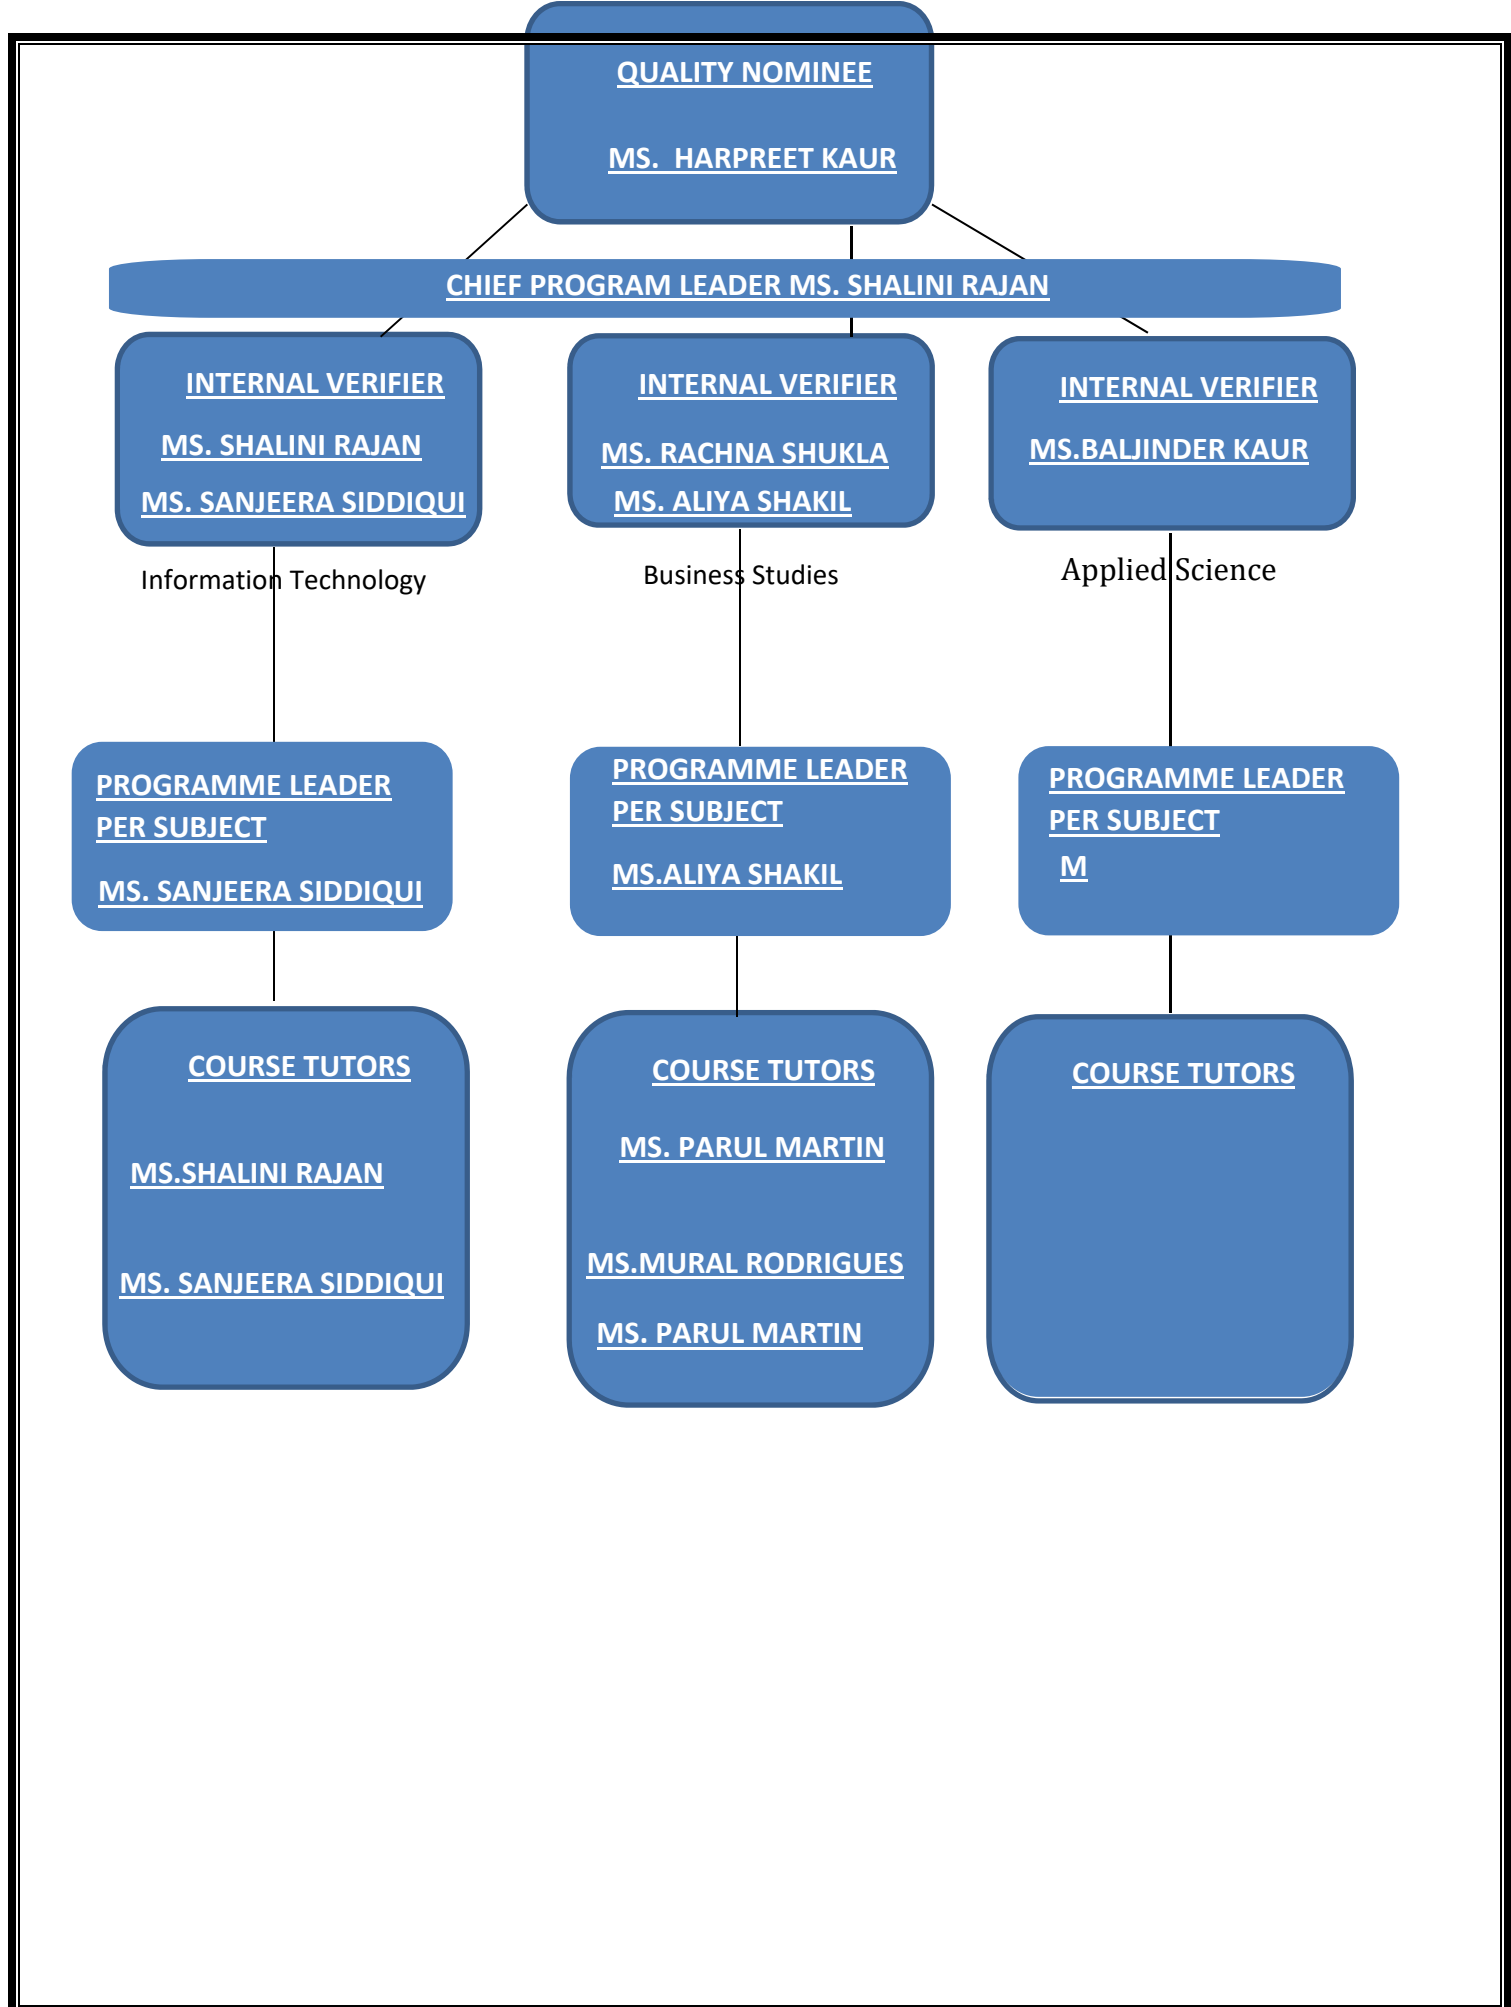 QUALITY NOMINEE
MS.  HARPREET KAUR
CHIEF PROGRAM LEADER MS. SHALINI RAJAN
INTERNAL VERIFIER
MS. SHALINI RAJAN
MS. SANJEERA SIDDIQUI
INTERNAL VERIFIER
MS. RACHNA SHUKLA
MS. ALIYA SHAKIL
INTERNAL VERIFIER
MS.BALJINDER KAUR
Information Technology
Business Studies
Applied Science
PROGRAMME LEADER
PER SUBJECT
MS. SANJEERA SIDDIQUI
PROGRAMME LEADER
PER SUBJECT
MS.ALIYA SHAKIL
PROGRAMME LEADER
PER SUBJECT
M
COURSE TUTORS
MS.SHALINI RAJAN
MS. SANJEERA SIDDIQUI
COURSE TUTORS
MS. PARUL MARTIN
MS.MURAL RODRIGUES
MS. PARUL MARTIN
COURSE TUTORS